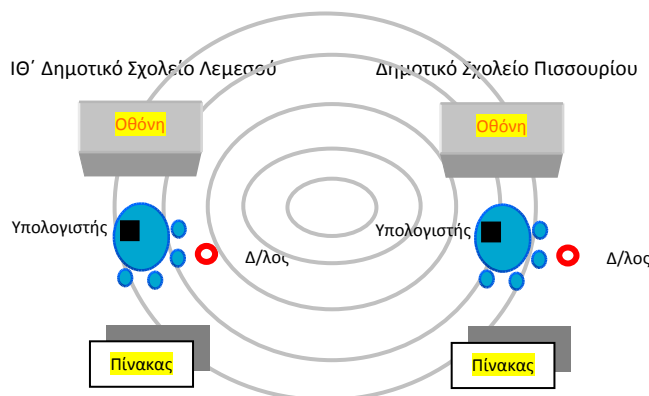 ΙΘ΄ Δημοτικό Σχολείο Λεμεσού
Δημοτικό Σχολείο Πισσουρίου
Οθόνη
Οθόνη
Υπολογιστής
Δ/λος
Υπολογιστής
Δ/λος
Πίνακας
Πίνακας